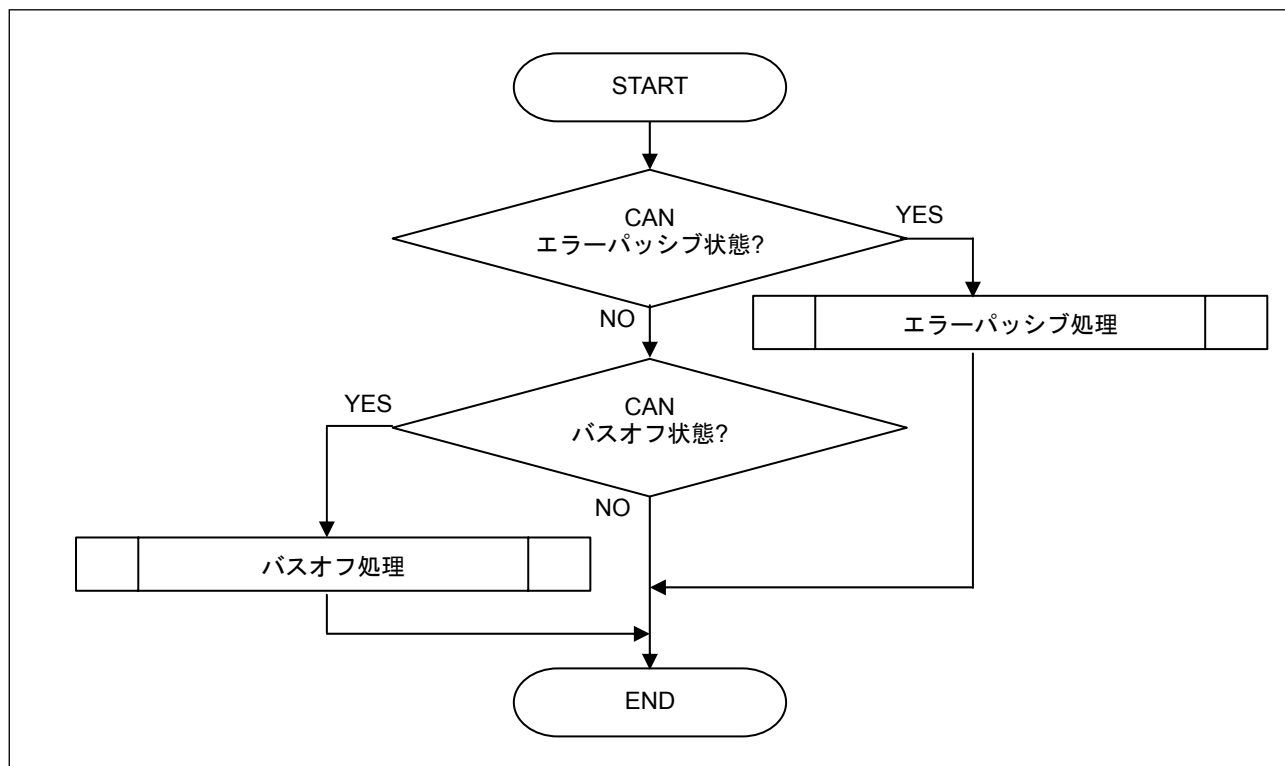 START
CAN
エラーパッシブ状態?
YES
エラーパッシブ処理
NO
CAN
バスオフ状態?
YES
NO
バスオフ処理
END